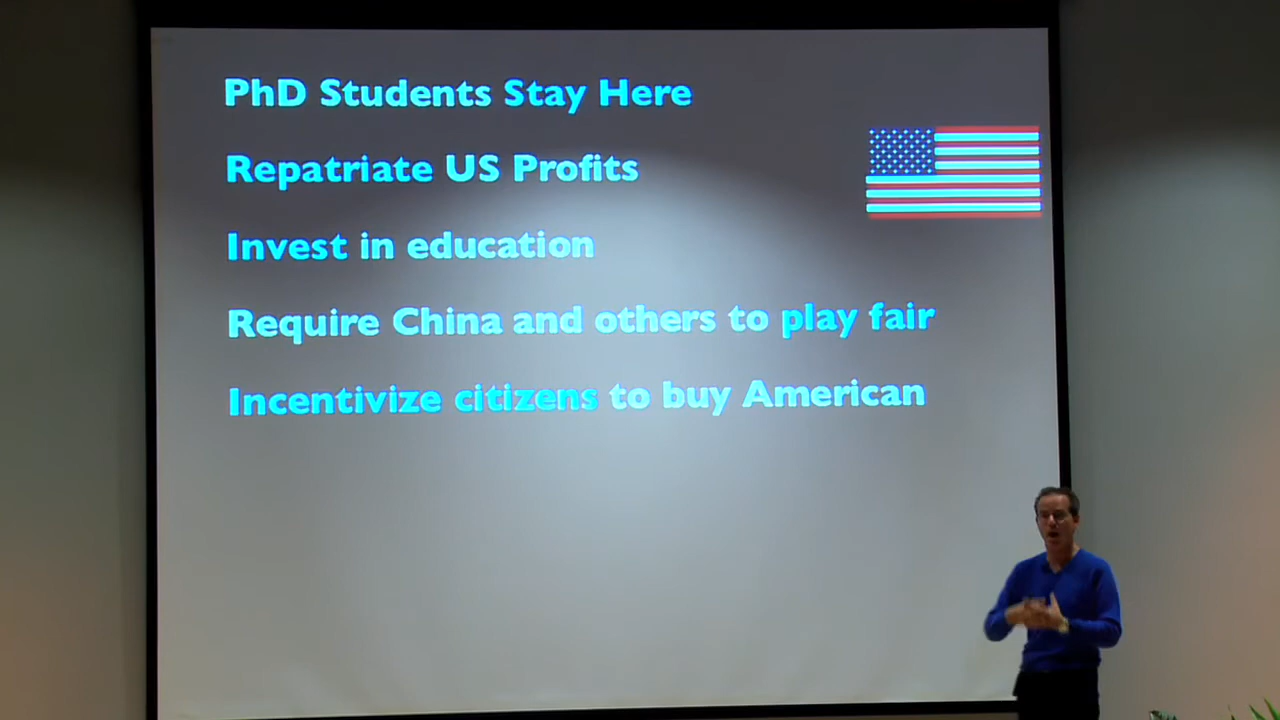 PhD Students Stay Here
Repatriate US Profits
Invest in education
Require China and others to play fair
Incentivize citizens to buy American